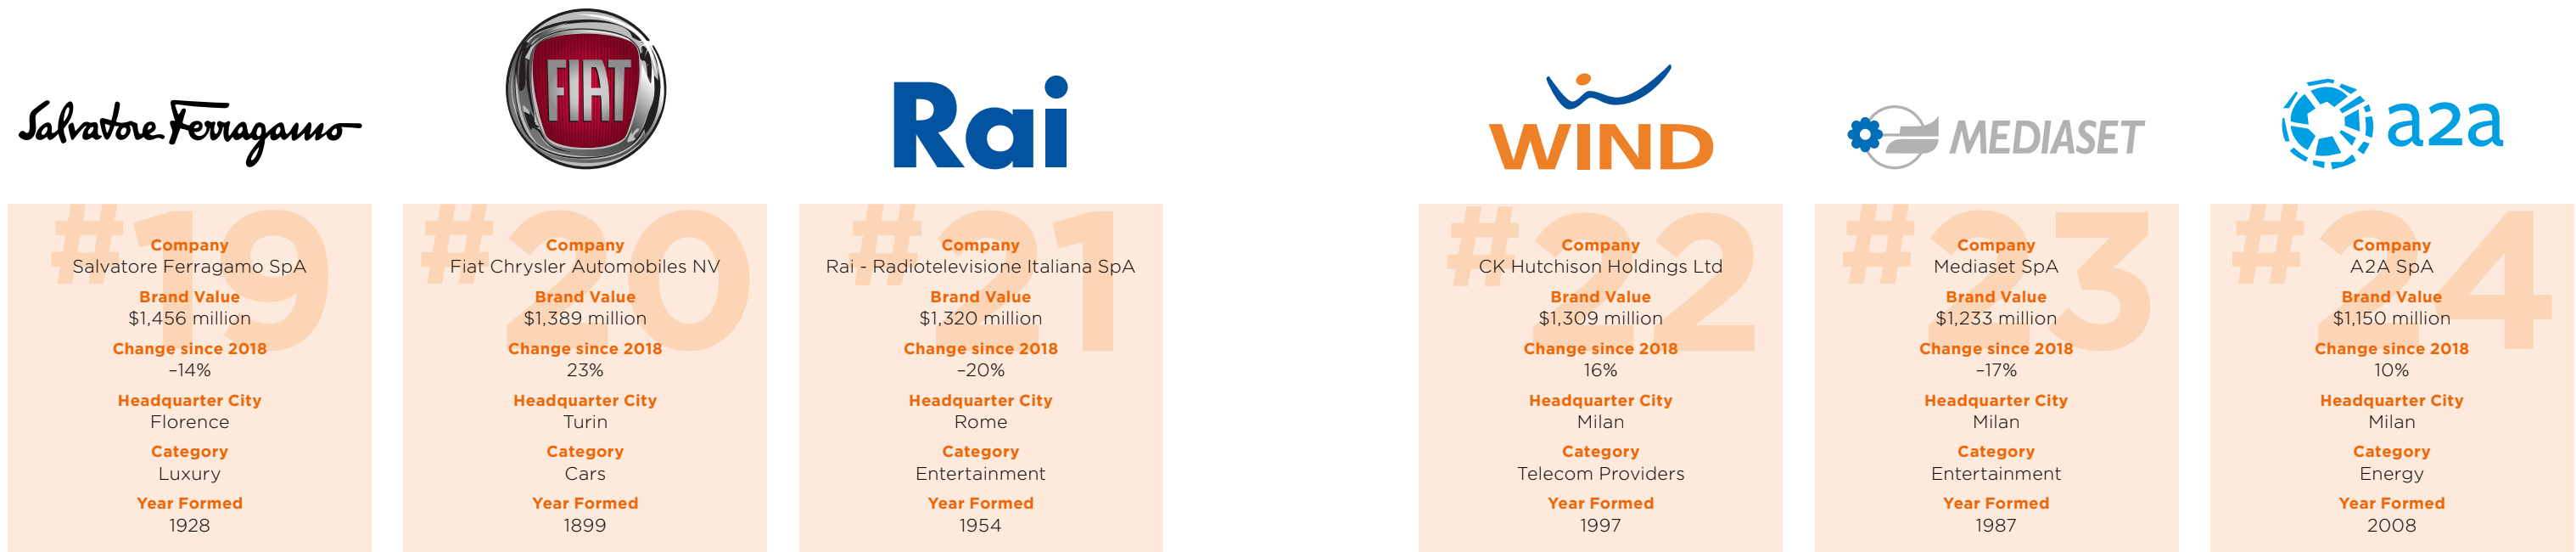 Salvatore Ferragamo
#19
Company
Salvatore Ferragamo SpA
Brand Value
$1,456 million
Change since 2018
–14%
Headquarter City
Florence
Category
Luxury
Year Formed
1928
FIAT
#20
Company
Fiat Chrysler Automobiles NV
Brand Value
$1,389 million
Change since 2018
23%
Headquarter City
Turin
Category
Cars
Year Formed
1899
Rai
#21
Company
Rai - Radiotelevisione Italiana SpA
Brand Value
$1,320 million
Change since 2018
–20%
Headquarter City
Rome
Category
Entertainment
Year Formed
1954
WIND
#22
Company
CK Hutchison Holdings Ltd
Brand Value
$1,309 million
Change since 2018
16%
Headquarter City
Milan
Category
Telecom Providers
Year Formed
1997
MEDIASET
#23
Company
Mediaset SpA
Brand Value
$1,233 million
Change since 2018
–17%
Headquarter City
Milan
Category
Entertainment
Year Formed
1987
a2a
#24
Company
A2A SpA
Brand Value
$1,150 million
Change since 2018
10%
Headquarter City
Milan
Category
Energy
Year Formed
2008